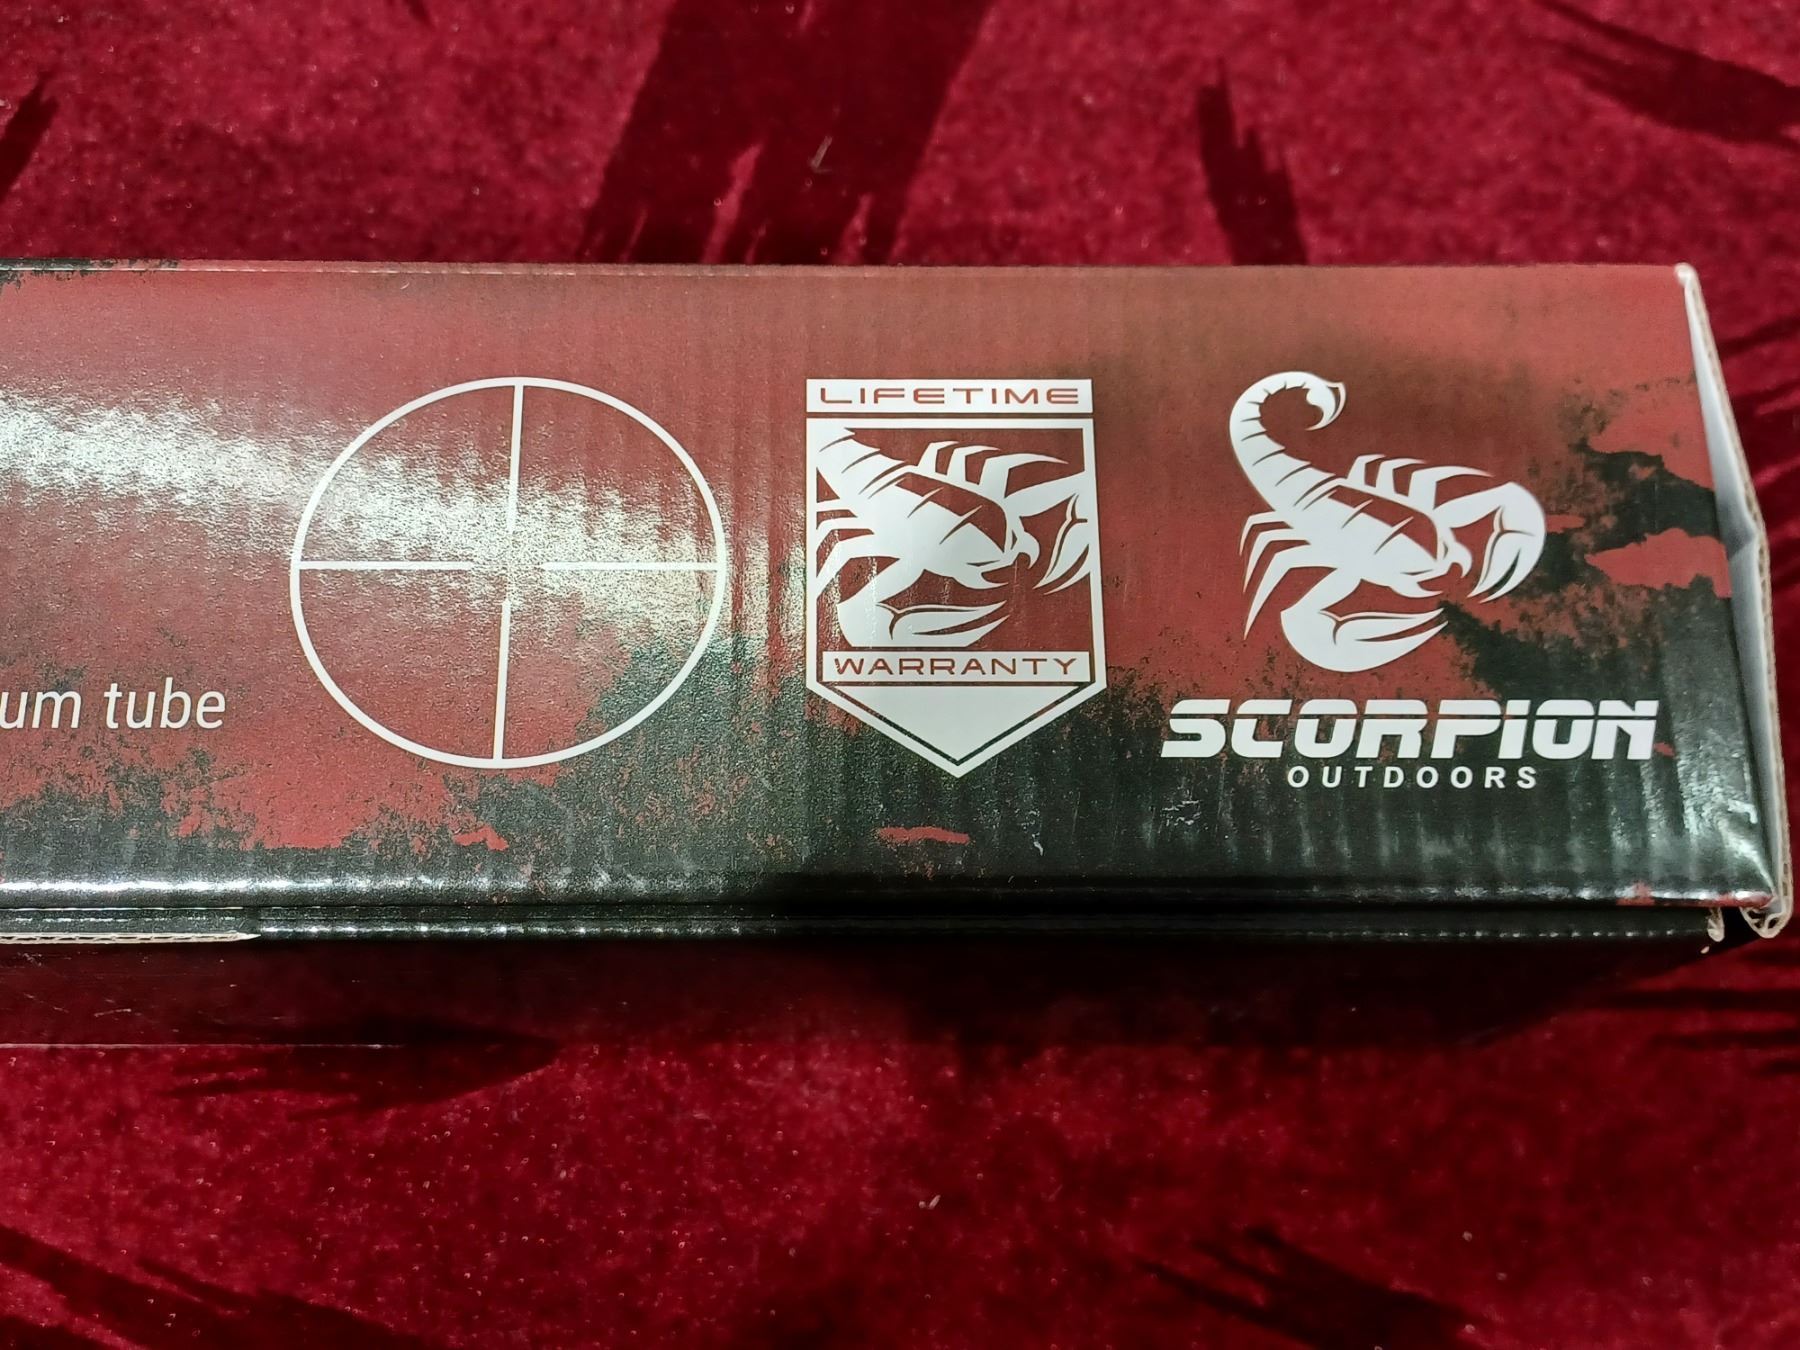 um tube
LIFETIME
WARRANTY
SCORPION
OUTDOORS